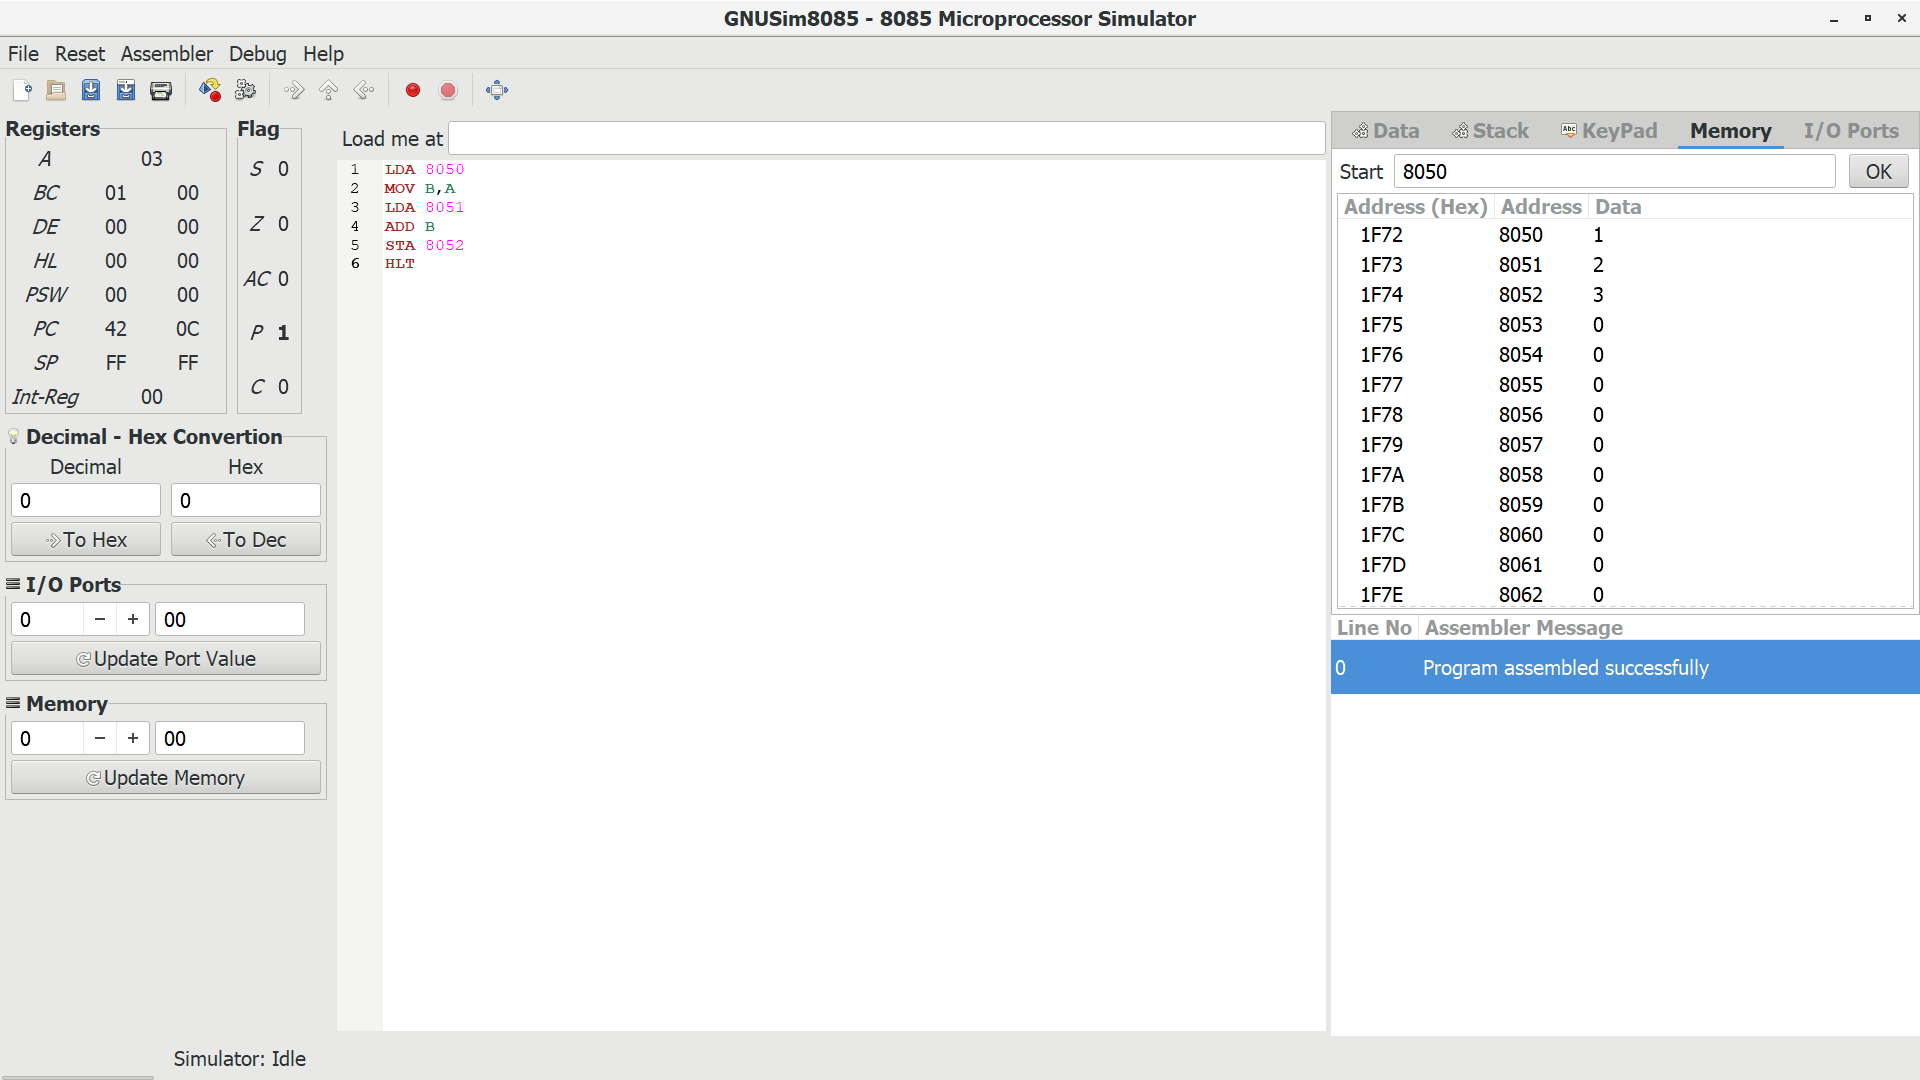 GNUSim8085 - 8085 Microprocessor Simulator
File Reset Assembler Debug Help
Registers
A 03
BC 01 00
DE 00 00
HL 00 00
PSW 00 00
PC 42 0C
SP FF FF
Int-Reg 00
Flag
S 0
Z 0
AC 0
P 1
C 0
Decimal - Hex Convertion
Decimal Hex
0 0
To Hex To Dec
I/O Ports
0 − + 00
Update Port Value
Memory
0 − + 00
Update Memory
Load me at
1 LDA 8050
2 MOV B,A
3 LDA 8051
4 ADD B
5 STA 8052
6 HLT
Data Stack Abc KeyPad Memory I/O Ports
Start 8050 OK
Address (Hex) Address Data
1F72 8050 1
1F73 8051 2
1F74 8052 3
1F75 8053 0
1F76 8054 0
1F77 8055 0
1F78 8056 0
1F79 8057 0
1F7A 8058 0
1F7B 8059 0
1F7C 8060 0
1F7D 8061 0
1F7E 8062 0
Line No Assembler Message
0 Program assembled successfully
Simulator: Idle